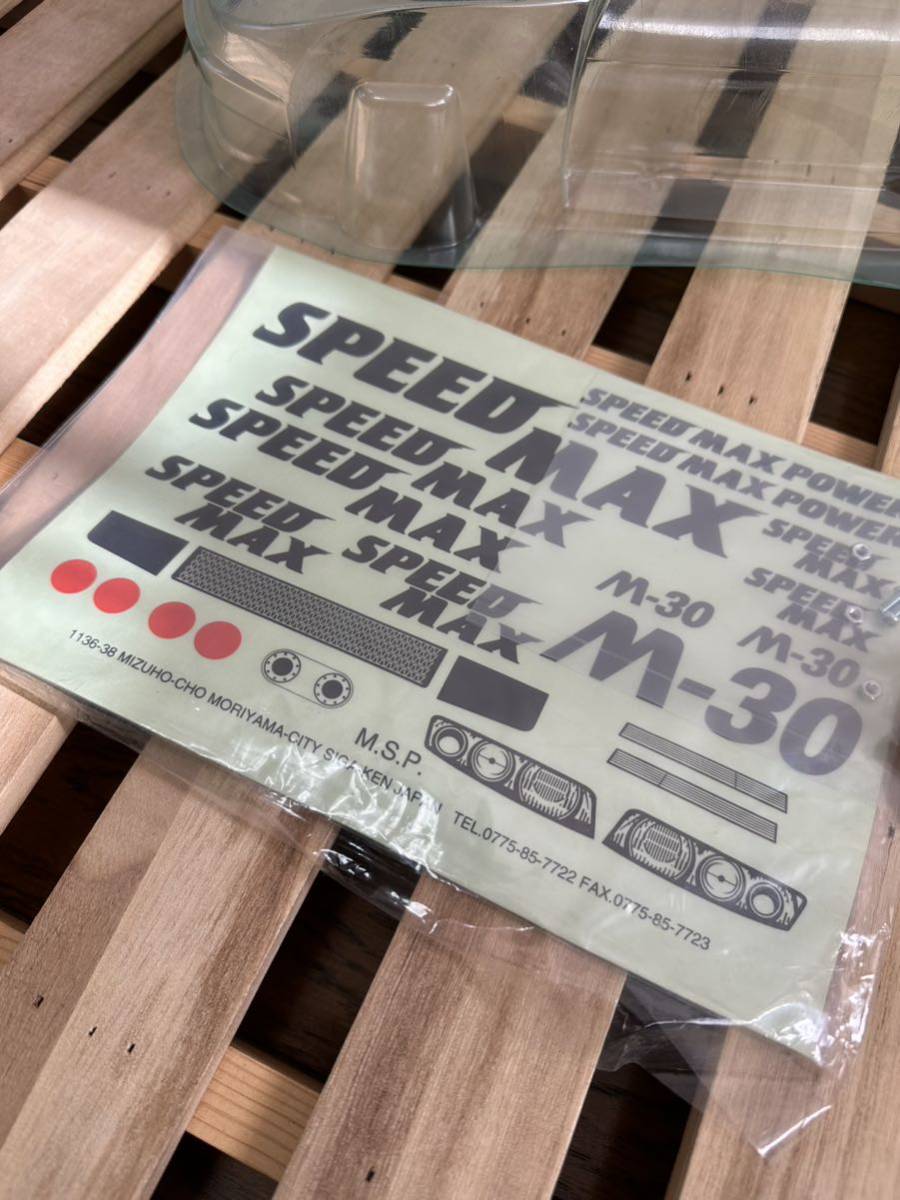 SPEED MAX
SPEED MAX POWER
SPEED MAX POWER
SPEED MAX
SPEED MAX
SPEED
MAX
SPEED
MAX
SPEED
MAX
SPEED
MAX
M-30
M-30
M-30
M.S.P.
1136-38 MIZUHO-CHO MORIYAMA-CITY SIGA-KEN JAPAN TEL.0775-85-7722 FAX.0775-85-7723